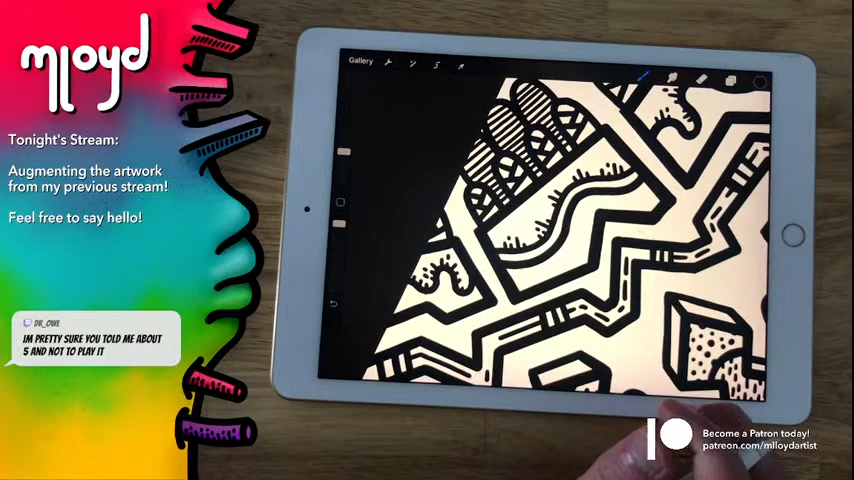 mlloyd
Tonight's Stream:
Augmenting the artwork
from my previous stream!
Feel free to say hello!
DR_OWE
IM PRETTY SURE YOU TOLD ME ABOUT
5 AND NOT TO PLAY IT
Gallery
Become a Patron today!
patreon.com/mlloydartist